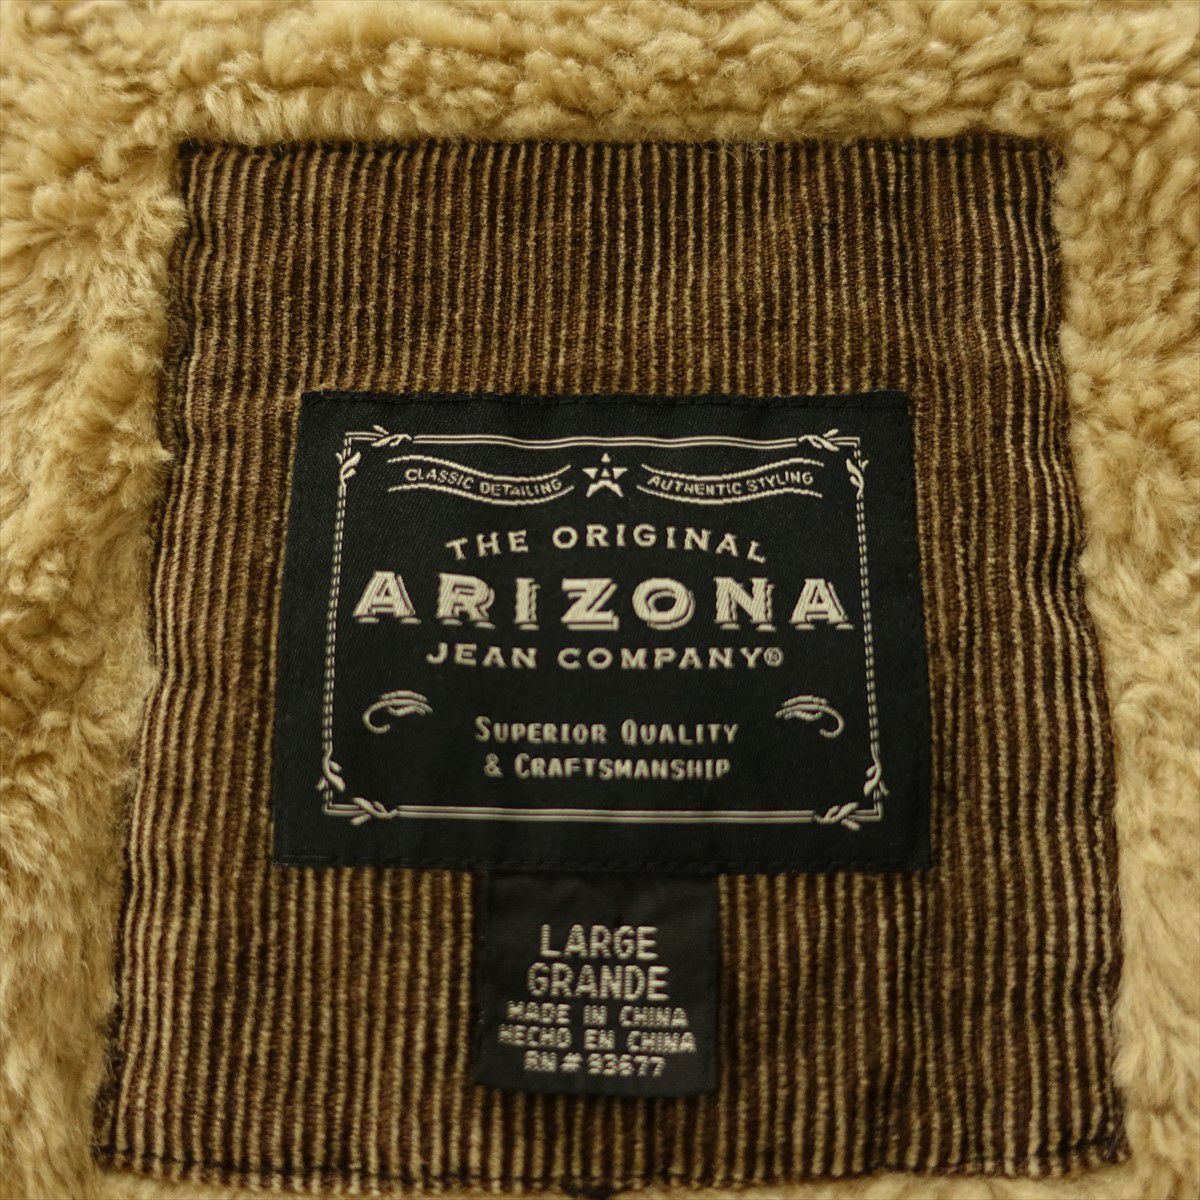 CLASSIC DETAILING
AUTHENTIC STYLING
THE ORIGINAL
ARIZONA
JEAN COMPANY®
SUPERIOR QUALITY
& CRAFTSMANSHIP
LARGE
GRANDE
MADE IN CHINA
HECHO EN CHINA
RN# 93677